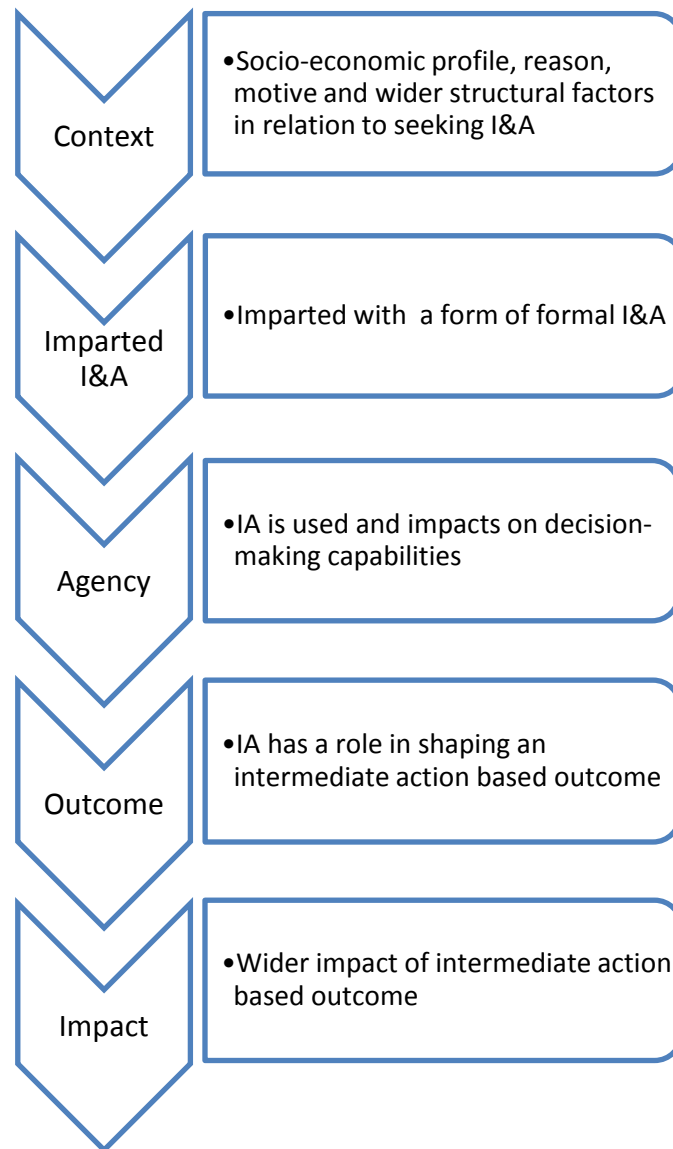 Context
•Socio-economic profile, reason,
motive and wider structural factors
in relation to seeking I&A
Imparted
I&A
•Imparted with  a form of formal I&A
Agency
•IA is used and impacts on decision-
making capabilities
Outcome
•IA has a role in shaping an
intermediate action based outcome
Impact
•Wider impact of intermediate action
based outcome